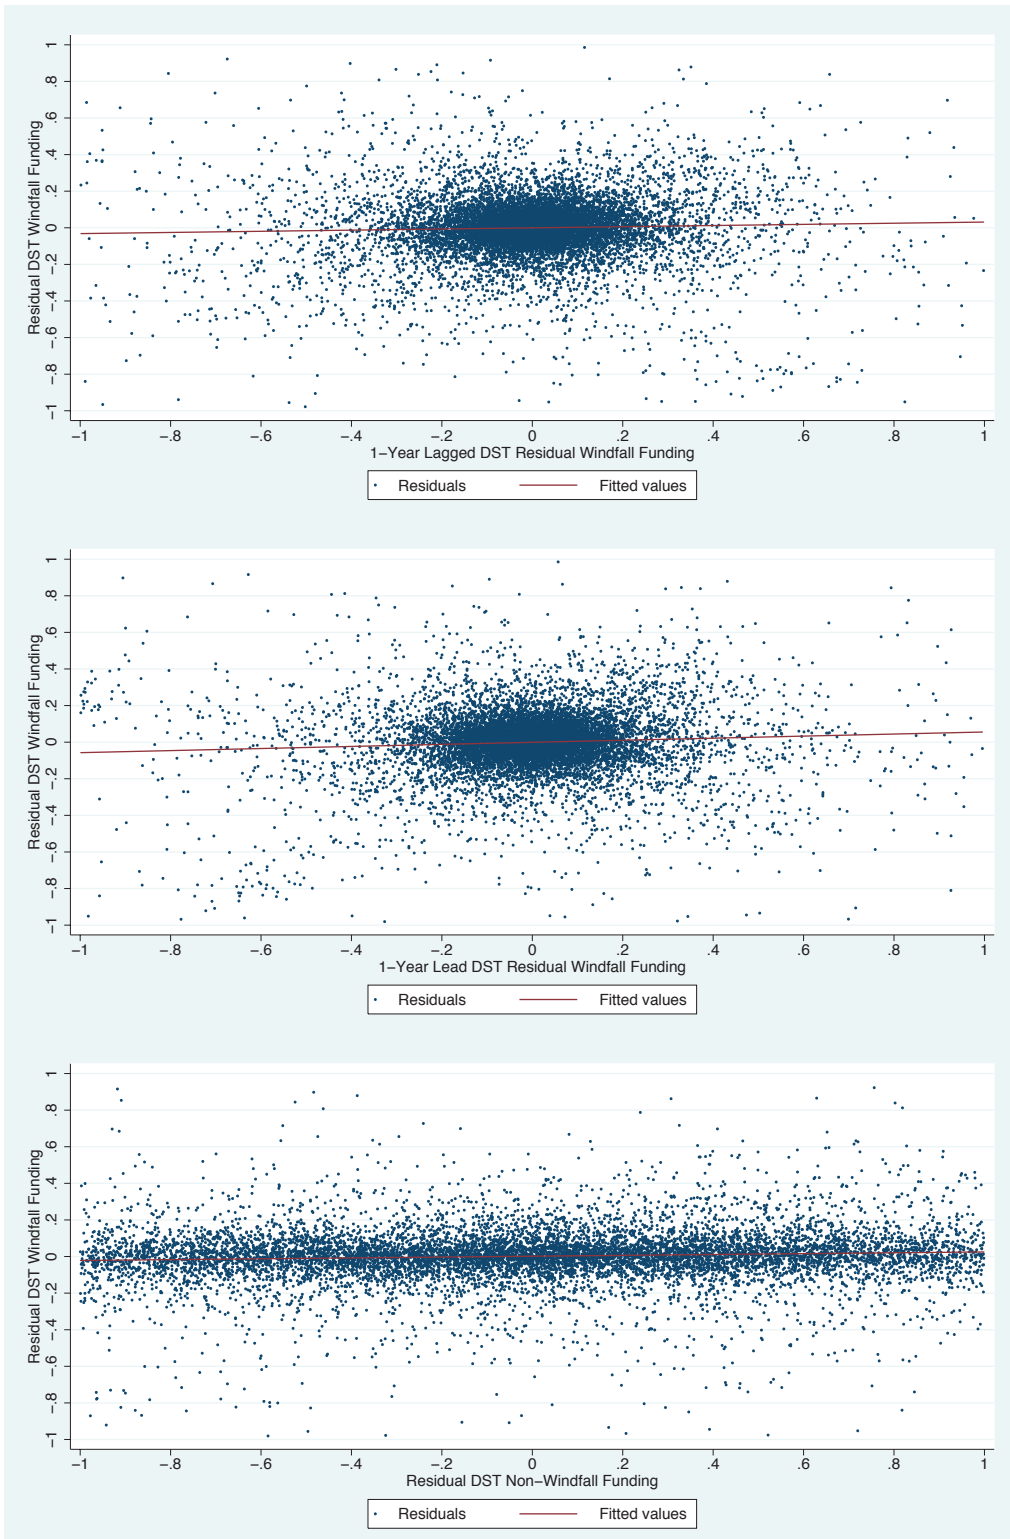 Residual DST Windfall Funding
1
.8
.6
.4
.2
0
-.2
-.4
-.6
-.8
-1
-1 -.8 -.6 -.4 -.2 0 .2 .4 .6 .8 1
1-Year Lagged DST Residual Windfall Funding
Residuals Fitted values
Residual DST Windfall Funding
1
.8
.6
.4
.2
0
-.2
-.4
-.6
-.8
-1
-1 -.8 -.6 -.4 -.2 0 .2 .4 .6 .8 1
1-Year Lead DST Residual Windfall Funding
Residuals Fitted values
Residual DST Windfall Funding
1
.8
.6
.4
.2
0
-.2
-.4
-.6
-.8
-1
-1 -.8 -.6 -.4 -.2 0 .2 .4 .6 .8 1
Residual DST Non-Windfall Funding
Residuals Fitted values